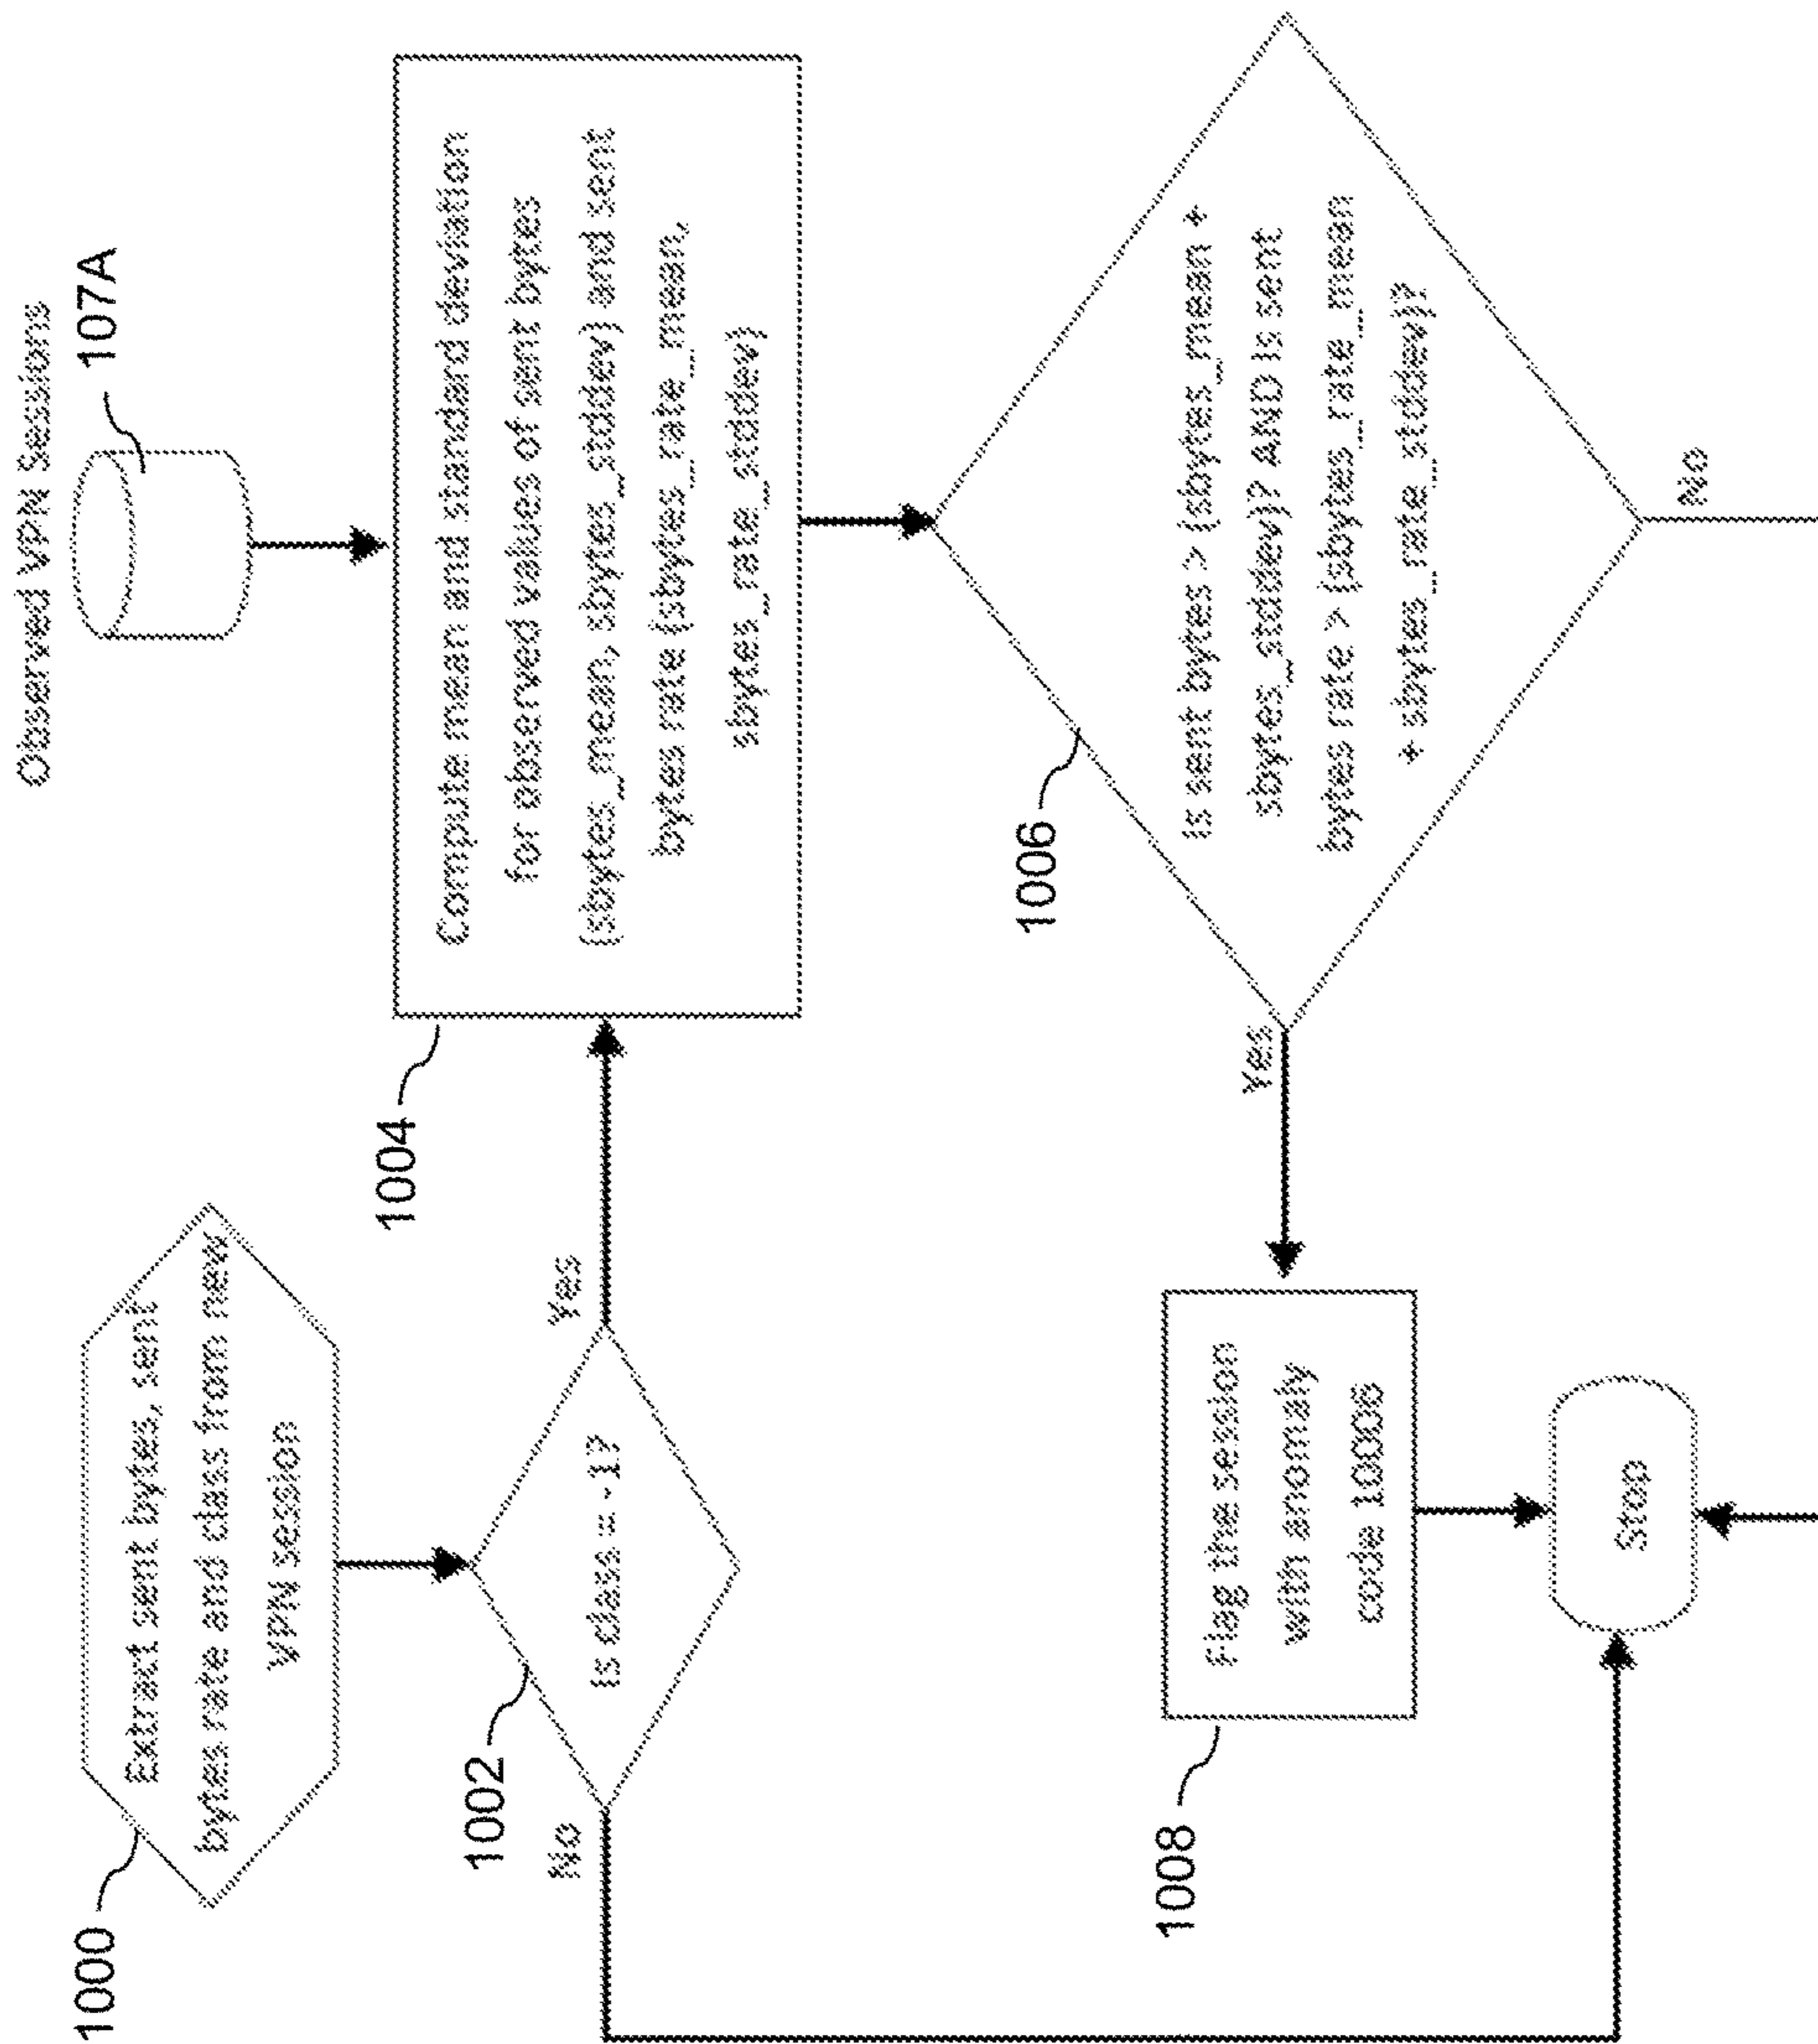 Observed VPN Sessions
107A
1000
Extract sent bytes, sent
bytes rate and class from new
VPN session
1002
Is class = -1?
Yes
No
1004
Compute mean and standard deviation
for observed values of sent bytes
(sbytes_mean, sbytes_stddev) and sent
bytes rate (sbytes_rate_mean,
sbytes_rate_stddev)
1006
Is sent bytes > (sbytes_mean +
sbytes_stddev)? AND Is sent
bytes rate > (sbytes_rate_mean
+ sbytes_rate_stddev)?
Yes
No
1008
Flag the session
with anomaly
code 10006
Stop